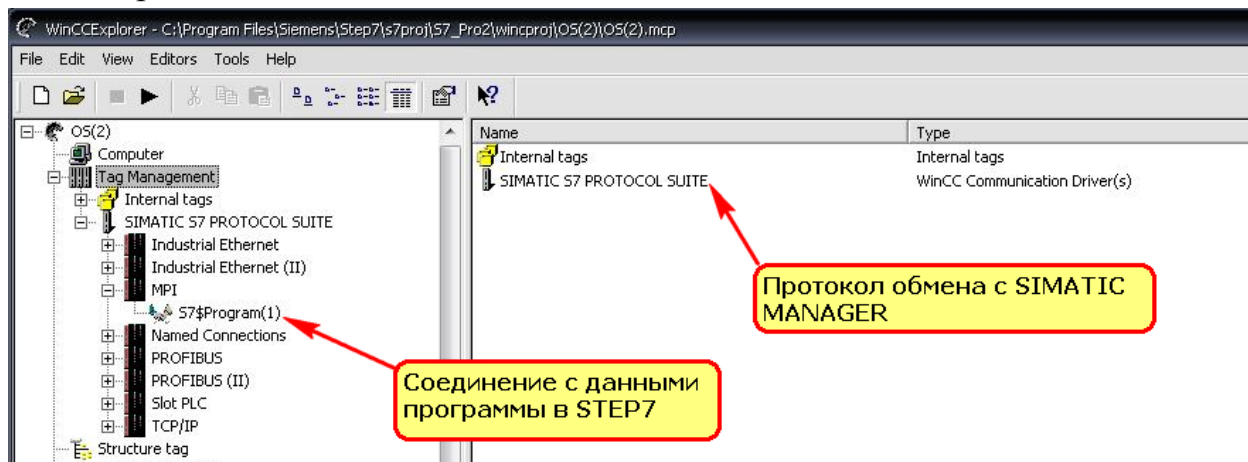 WinCCExplorer - C:\Program Files\Siemens\Step7\s7proj\S7_Pro2\wincproj\OS(2)\OS(2).mcp
File Edit View Editors Tools Help
OS(2)
Computer
Tag Management
Internal tags
SIMATIC S7 PROTOCOL SUITE
Industrial Ethernet
Industrial Ethernet (II)
MPI
S7$Program(1)
Named Connections
PROFIBUS
PROFIBUS (II)
Slot PLC
TCP/IP
Structure tag
Name Type
Internal tags Internal tags
SIMATIC S7 PROTOCOL SUITE WinCC Communication Driver(s)
Протокол обмена с SIMATIC
MANAGER
Соединение с данными
программы в STEP7